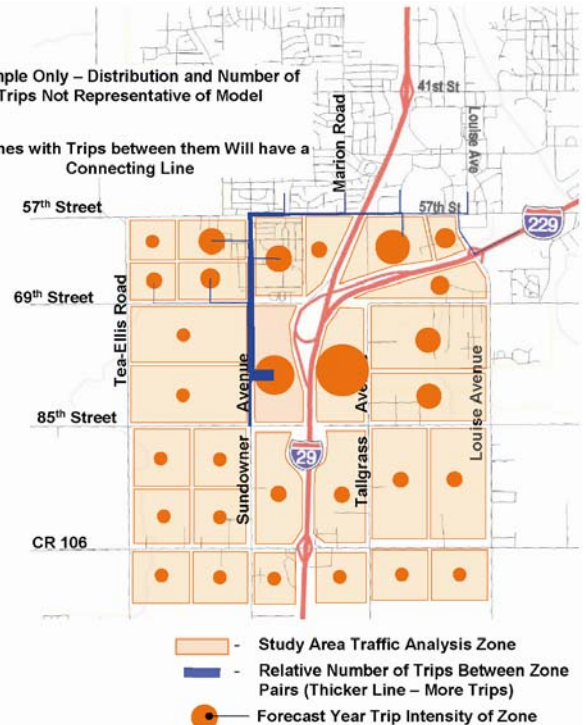 mple Only – Distribution and Number of
Trips Not Representative of Model
nes with Trips between them Will have a
Connecting Line
41st St
Marion Road
Louise Ave
57th Street
57th St
229
69th Street
Tea-Ellis Road
Sundowner Avenue
Tallgrass
Louise Avenue
85th Street
29
CR 106
- Study Area Traffic Analysis Zone
- Relative Number of Trips Between Zone
Pairs (Thicker Line – More Trips)
- Forecast Year Trip Intensity of Zone